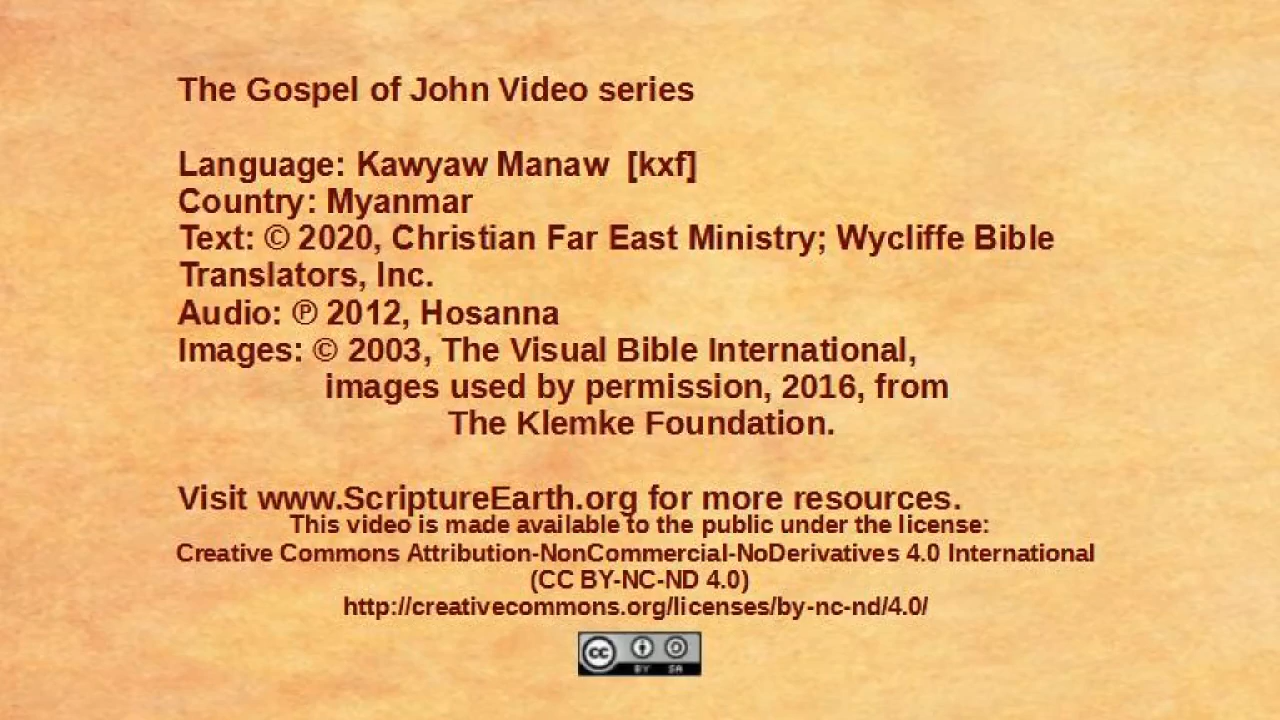 The Gospel of John Video series
Language: Kawyaw Manaw [kxf]
Country: Myanmar
Text: © 2020, Christian Far East Ministry; Wycliffe Bible
Translators, Inc.
Audio: ℗ 2012, Hosanna
Images: © 2003, The Visual Bible International,
images used by permission, 2016, from
The Klemke Foundation.
Visit www.ScriptureEarth.org for more resources.
This video is made available to the public under the license:
Creative Commons Attribution-NonCommercial-NoDerivatives 4.0 International
(CC BY-NC-ND 4.0)
http://creativecommons.org/licenses/by-nc-nd/4.0/
cc
BY SA